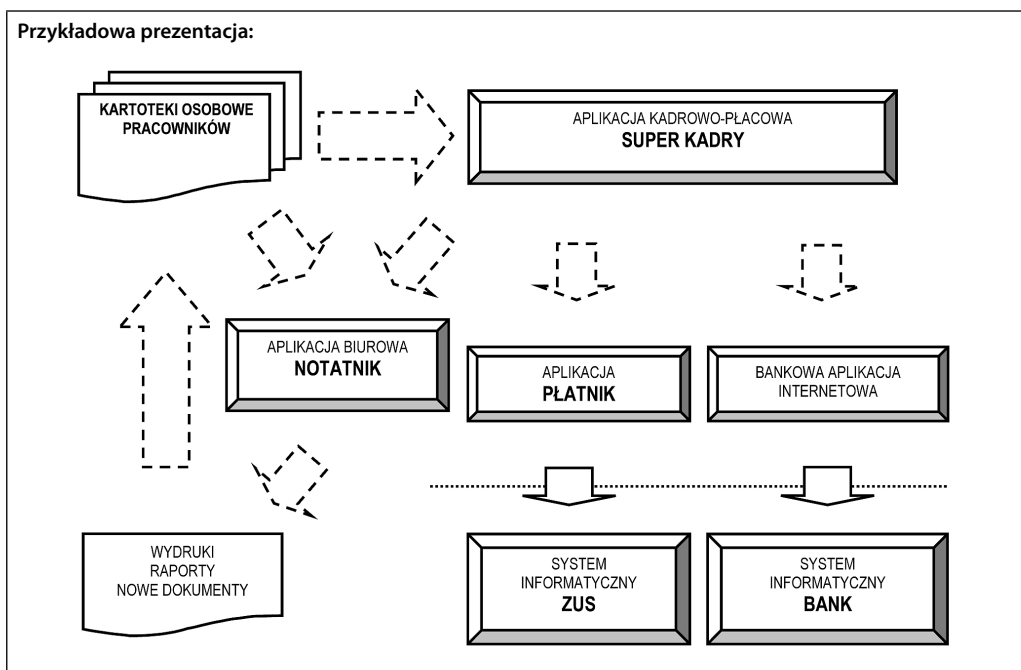 Przykładowa prezentacja:
KARTOTEKI OSOBOWE
PRACOWNIKÓW
APLIKACJA KADROWO-PŁACOWA
SUPER KADRY
APLIKACJA BIUROWA
NOTATNIK
APLIKACJA
PŁATNIK
BANKOWA APLIKACJA
INTERNETOWA
WYDRUKI
RAPORTY
NOWE DOKUMENTY
SYSTEM
INFORMATYCZNY
ZUS
SYSTEM
INFORMATYCZNY
BANK